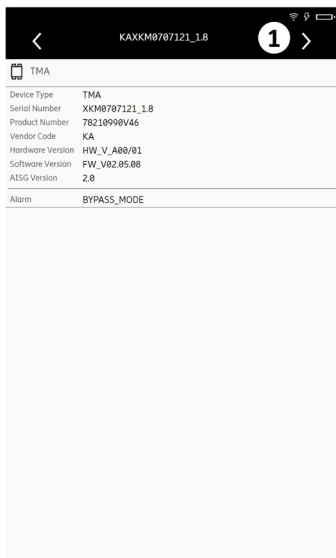 KAXKM0707121_1.8
1
TMA
Device Type TMA
Serial Number XKM0707121_1.8
Product Number 78210990V46
Vendor Code KA
Hardware Version HW_V_A00/01
Software Version FW_V02.05.08
AISG Version 2.0
Alarm BYPASS_MODE